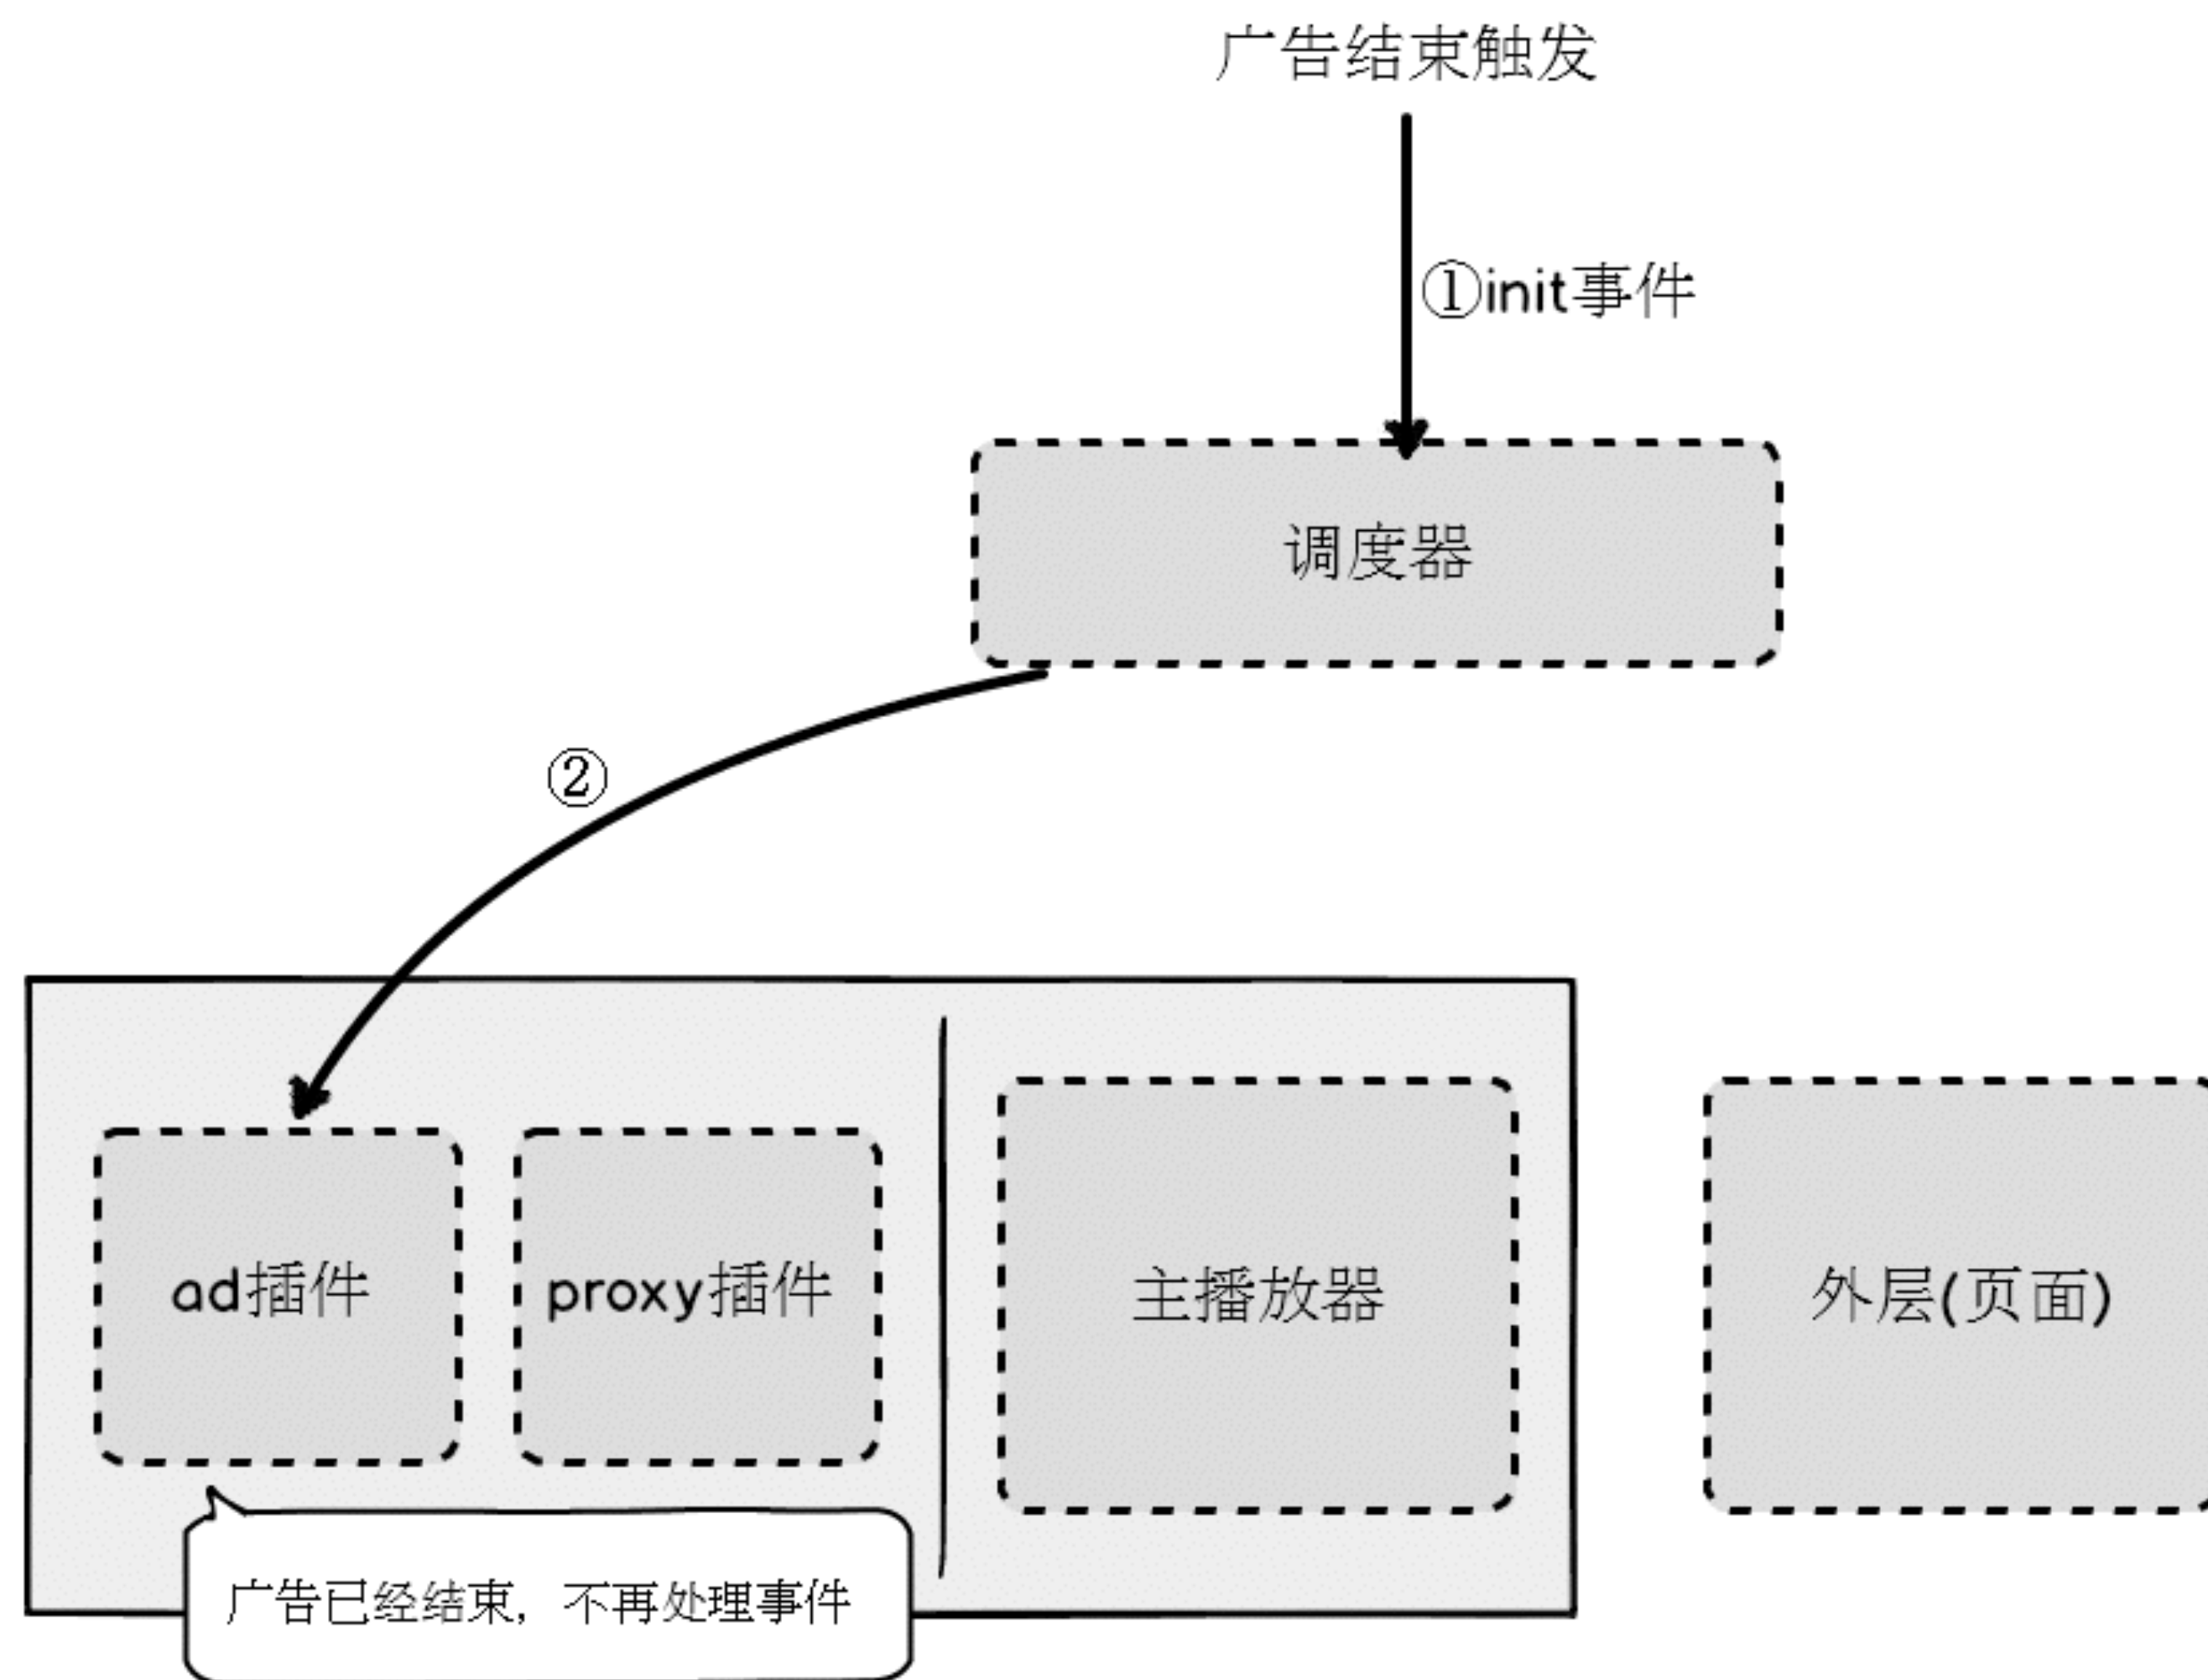 广告结束触发
①init事件
调度器
②
ad插件
proxy插件
主播放器
外层(页面)
广告已经结束，不再处理事件